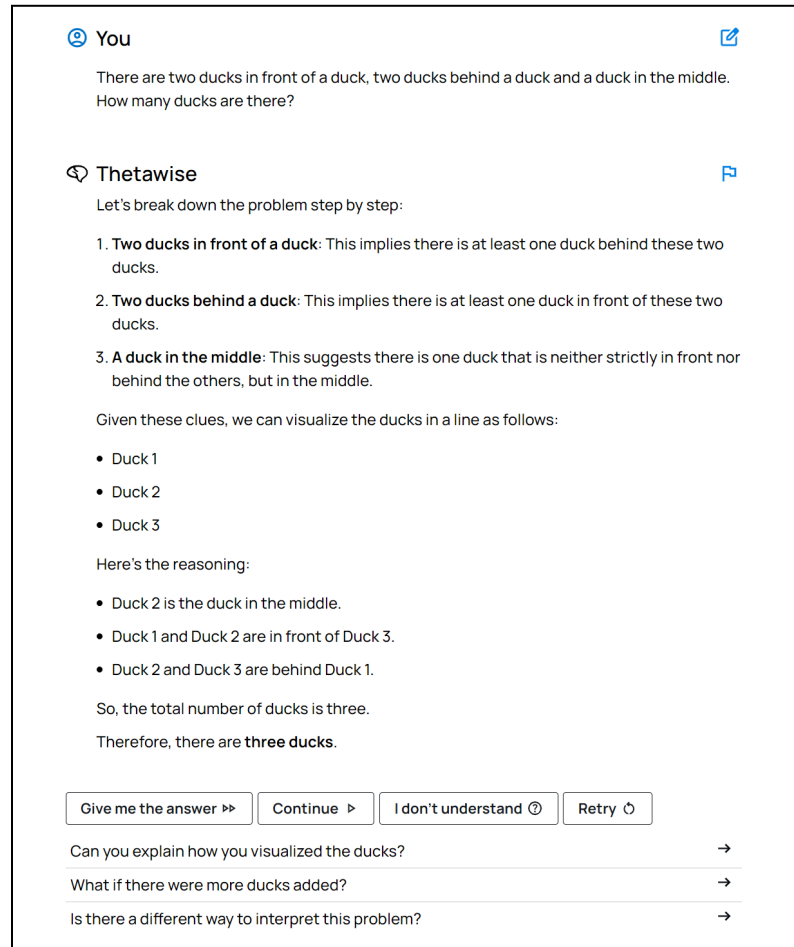 You
There are two ducks in front of a duck, two ducks behind a duck and a duck in the middle.
How many ducks are there?
Thetawise
Let's break down the problem step by step:
1. Two ducks in front of a duck: This implies there is at least one duck behind these two
ducks.
2. Two ducks behind a duck: This implies there is at least one duck in front of these two
ducks.
3. A duck in the middle: This suggests there is one duck that is neither strictly in front nor
behind the others, but in the middle.
Given these clues, we can visualize the ducks in a line as follows:
• Duck 1
• Duck 2
• Duck 3
Here's the reasoning:
• Duck 2 is the duck in the middle.
• Duck 1 and Duck 2 are in front of Duck 3.
• Duck 2 and Duck 3 are behind Duck 1.
So, the total number of ducks is three.
Therefore, there are three ducks.
Give me the answer Continue I don't understand Retry
Can you explain how you visualized the ducks?
What if there were more ducks added?
Is there a different way to interpret this problem?